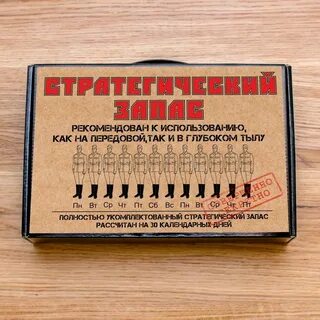 СТРАТЕГИЧЕСКИЙ
ЗАПАС
РЕКОМЕНДОВАН К ИСПОЛЬЗОВАНИЮ,
КАК НА ПЕРЕДОВОЙ,ТАК И В ГЛУБОКОМ ТЫЛУ
Пн Вт Ср Чт Пт Сб Вс Пн Вт Ср Чт Пт
ПОЛНОСТЬЮ УКОМПЛЕКТОВАННЫЙ СТРАТЕГИЧЕСКИЙ ЗАПАС
РАССЧИТАН НА 30 КАЛЕНДАРНЫХ ДНЕЙ